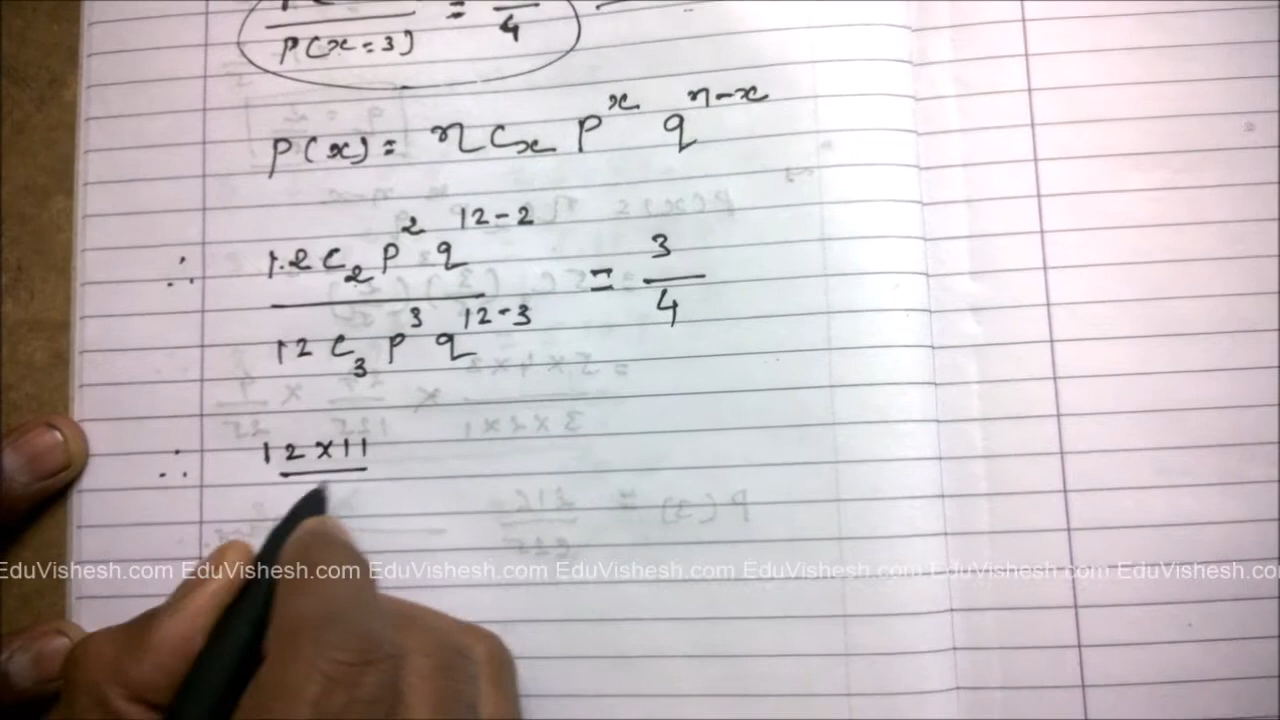 P(x=3) = 4
P(x) = nCx p^x q^n-x
∴ 12C2 p^2 q^12-2 / 12C3 p^3 q^12-3 = 3/4
∴ 12×11
EduVishesh.com EduVishesh.com EduVishesh.com EduVishesh.com EduVishesh.com EduVishesh.com EduVishesh.co